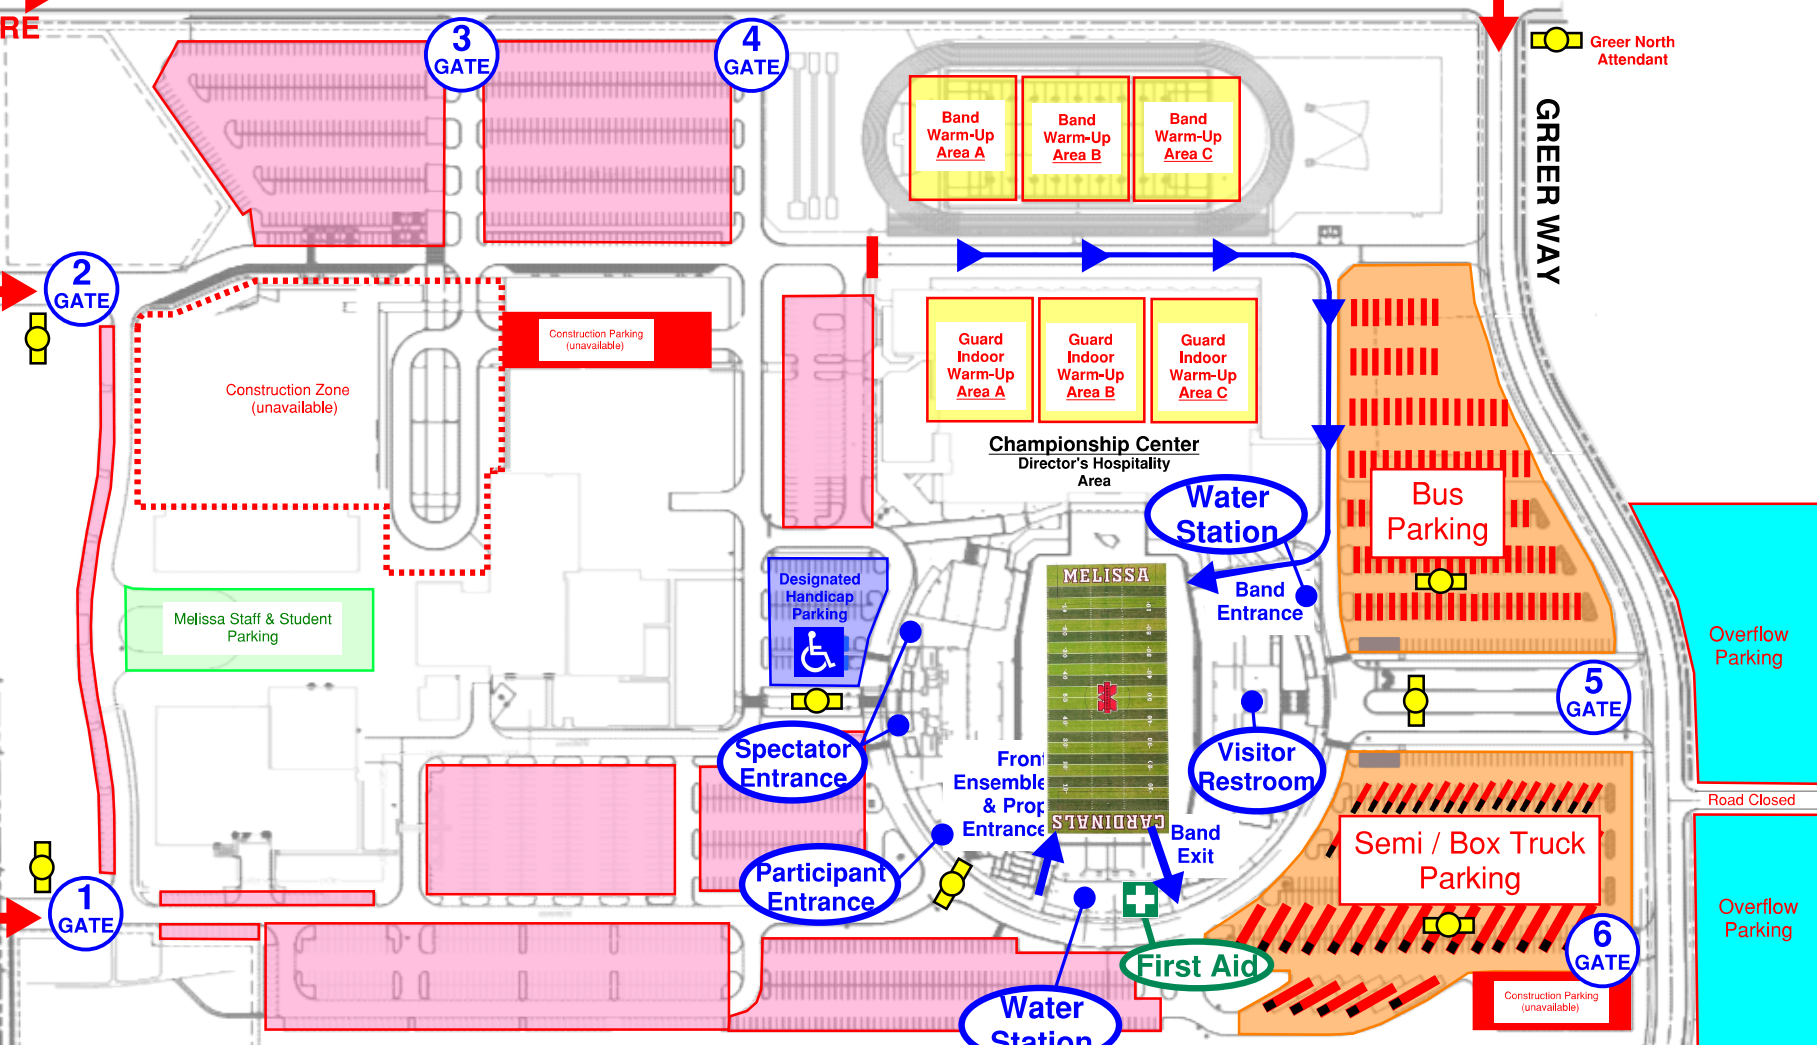 RE
3
GATE
4
GATE
Greer North
Attendant
GREER WAY
Band
Warm-Up
Area A
Band
Warm-Up
Area B
Band
Warm-Up
Area C
2
GATE
Construction Parking
(unavailable)
Construction Zone
(unavailable)
Guard
Indoor
Warm-Up
Area A
Guard
Indoor
Warm-Up
Area B
Guard
Indoor
Warm-Up
Area C
Championship Center
Director's Hospitality
Area
Water
Station
Bus
Parking
MELISSA
Band
Entrance
Designated
Handicap
Parking
Melissa Staff & Student
Parking
Overflow
Parking
5
GATE
Spectator
Entrance
Front
Ensemble
& Prop
Entrance
Visitor
Restroom
CARDINALS
Band
Exit
Road Closed
Semi / Box Truck
Parking
Participant
Entrance
1
GATE
First Aid
6
GATE
Overflow
Parking
Construction Parking
(unavailable)
Water
Station